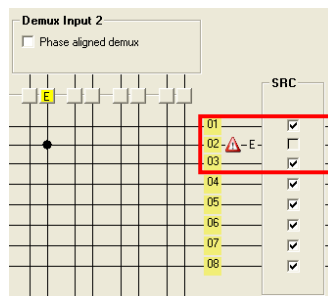 Demux Input 2
Phase aligned demux
SRC
E
01
02 E
03
04
05
06
07
08